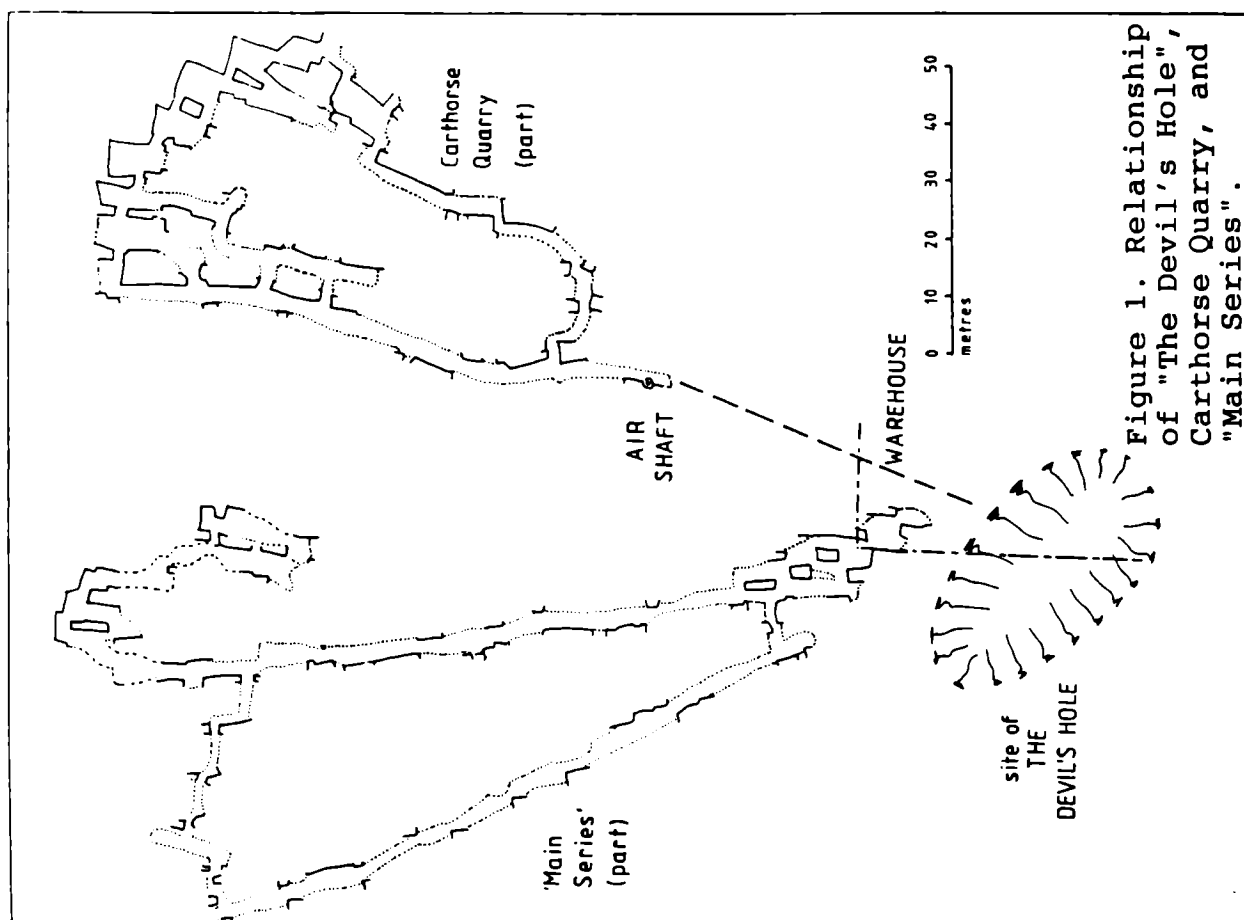 Carthorse
Quarry
(part)
0 10 20 30 40 50
metres
AIR
SHAFT
WAREHOUSE
'Main
Series'
(part)
site of
THE
DEVIL'S HOLE
Figure 1. Relationship
of "The Devil's Hole",
Carthorse Quarry, and
"Main Series".